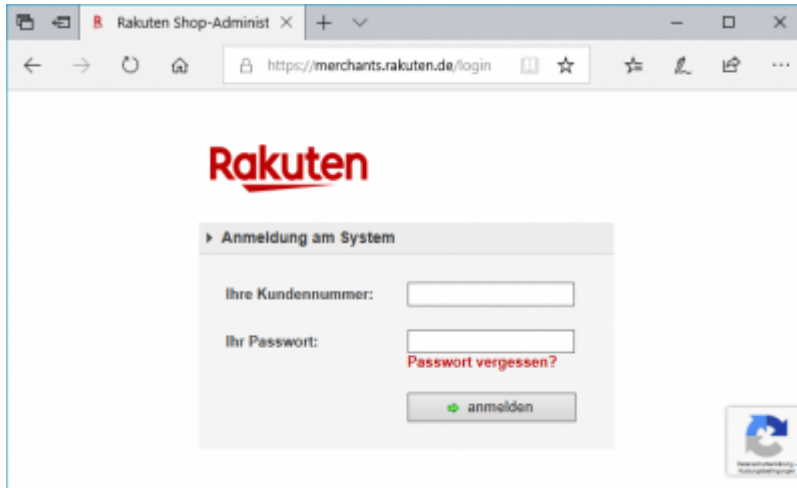 Rakuten Shop-Administ
https://merchants.rakuten.de/login
Rakuten
Anmeldung am System
Ihre Kundennummer:
Ihr Passwort:
Passwort vergessen?
anmelden